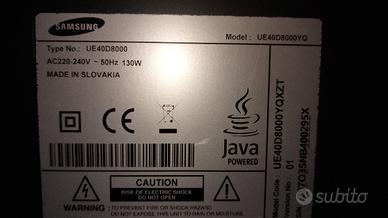 SAMSUNG
Model : UE40D8000YQ
Type No.: UE40D8000
AC220-240V ~ 50Hz 130W
MADE IN SLOVAKIA
Java
POWERED
Model Code : UE40D8000YQXZT
Version No : 01
CAUTION
RISK OF ELECTRIC SHOCK
DO NOT OPEN
WARNING : TO PREVENT FIRE OR SHOCK HAZARD
DO NOT EXPOSE TO RAIN OR MOISTURE
subito